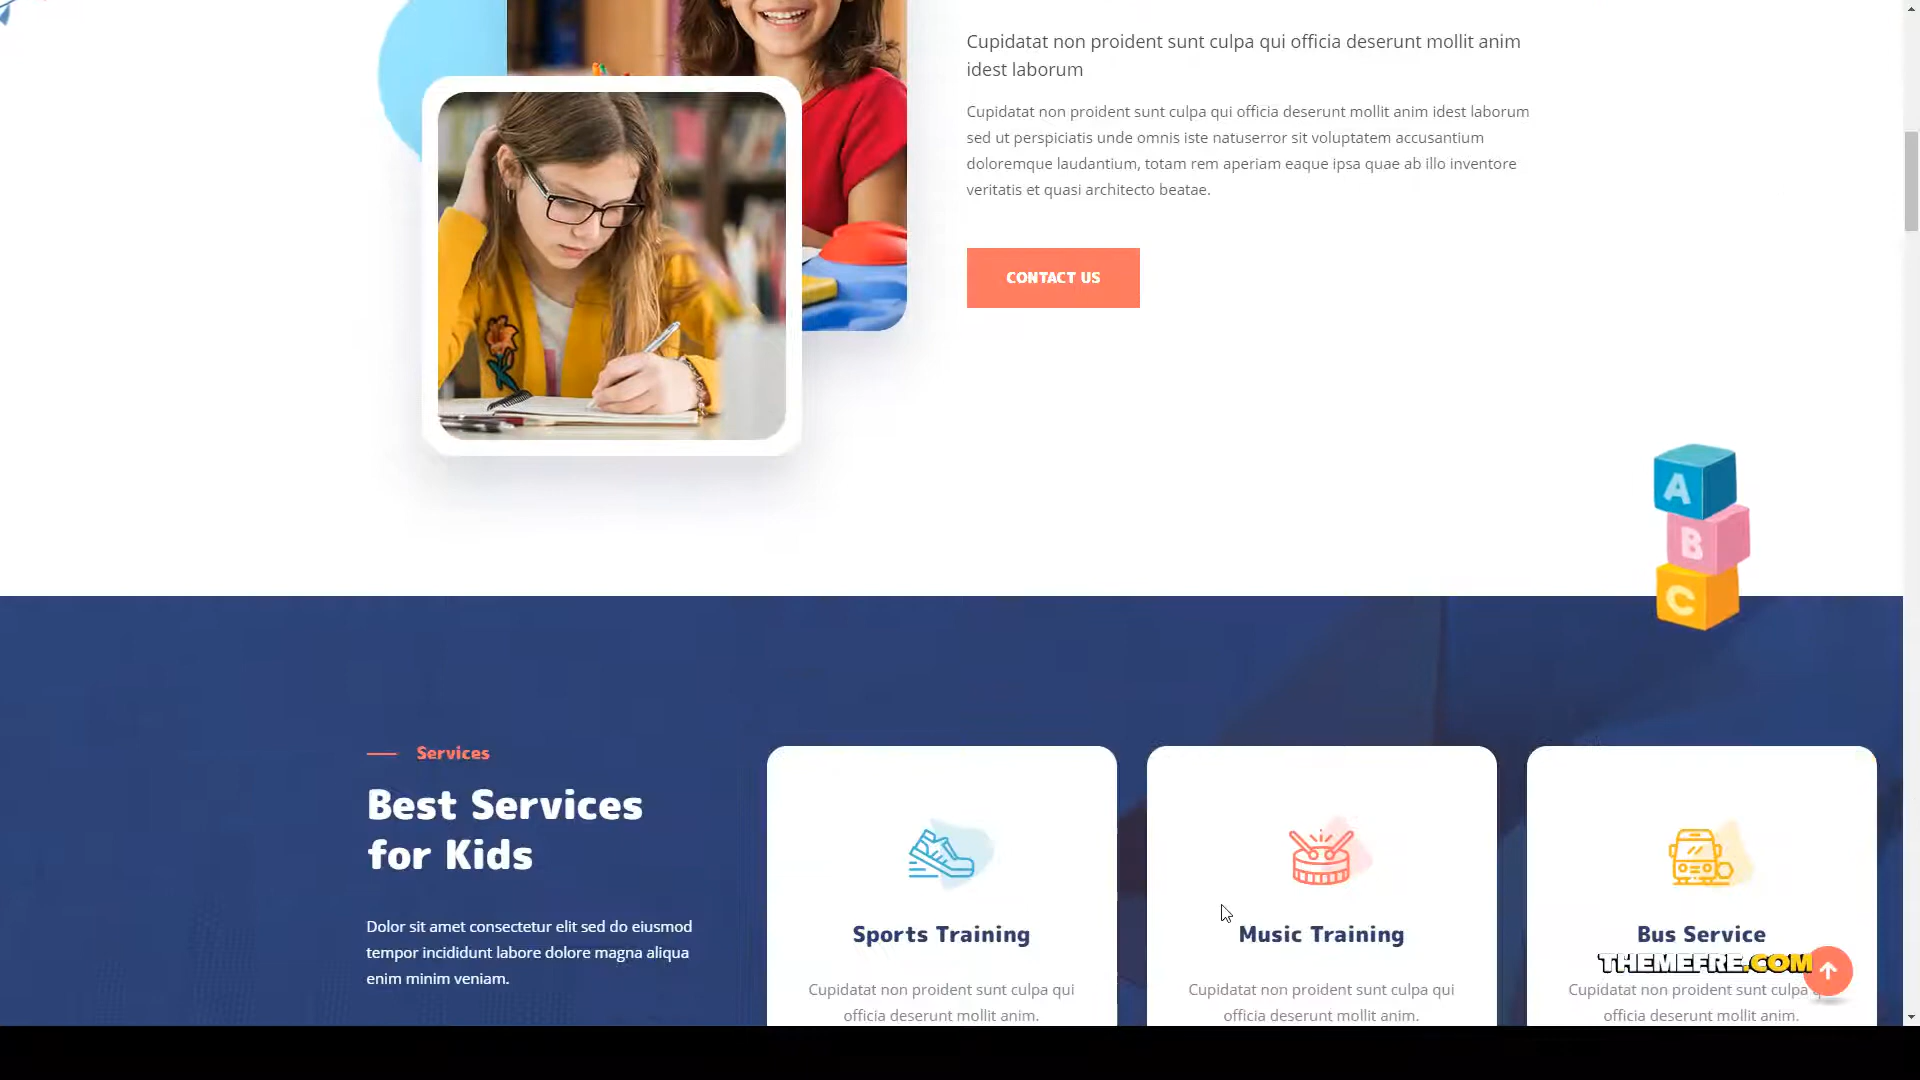 Cupidatat non proident sunt culpa qui officia deserunt mollit anim
idest laborum
Cupidatat non proident sunt culpa qui officia deserunt mollit anim idest laborum
sed ut perspiciatis unde omnis iste natuserror sit voluptatem accusantium
doloremque laudantium, totam rem aperiam eaque ipsa quae ab illo inventore
veritatis et quasi architecto beatae.
CONTACT US
A
B
C
Services
Best Services
for Kids
Dolor sit amet consectetur elit sed do eiusmod
tempor incididunt labore dolore magna aliqua
enim minim veniam.
Sports Training
Cupidatat non proident sunt culpa qui
officia deserunt mollit anim.
Music Training
Cupidatat non proident sunt culpa qui
officia deserunt mollit anim.
Bus Service
THEMEFRE.COM
Cupidatat non proident sunt culpa
officia deserunt mollit anim.